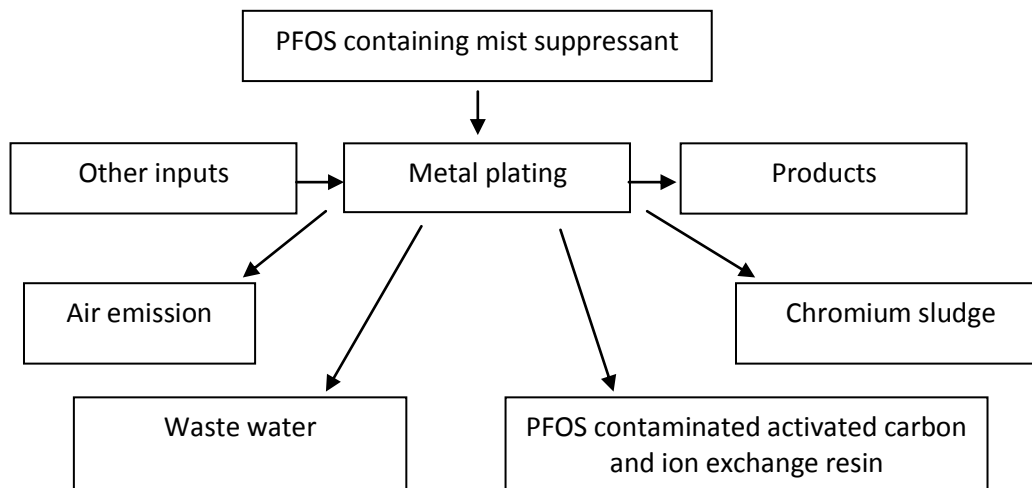 PFOS containing mist suppressant
Other inputs
Metal plating
Products
Air emission
Chromium sludge
Waste water
PFOS contaminated activated carbon
and ion exchange resin